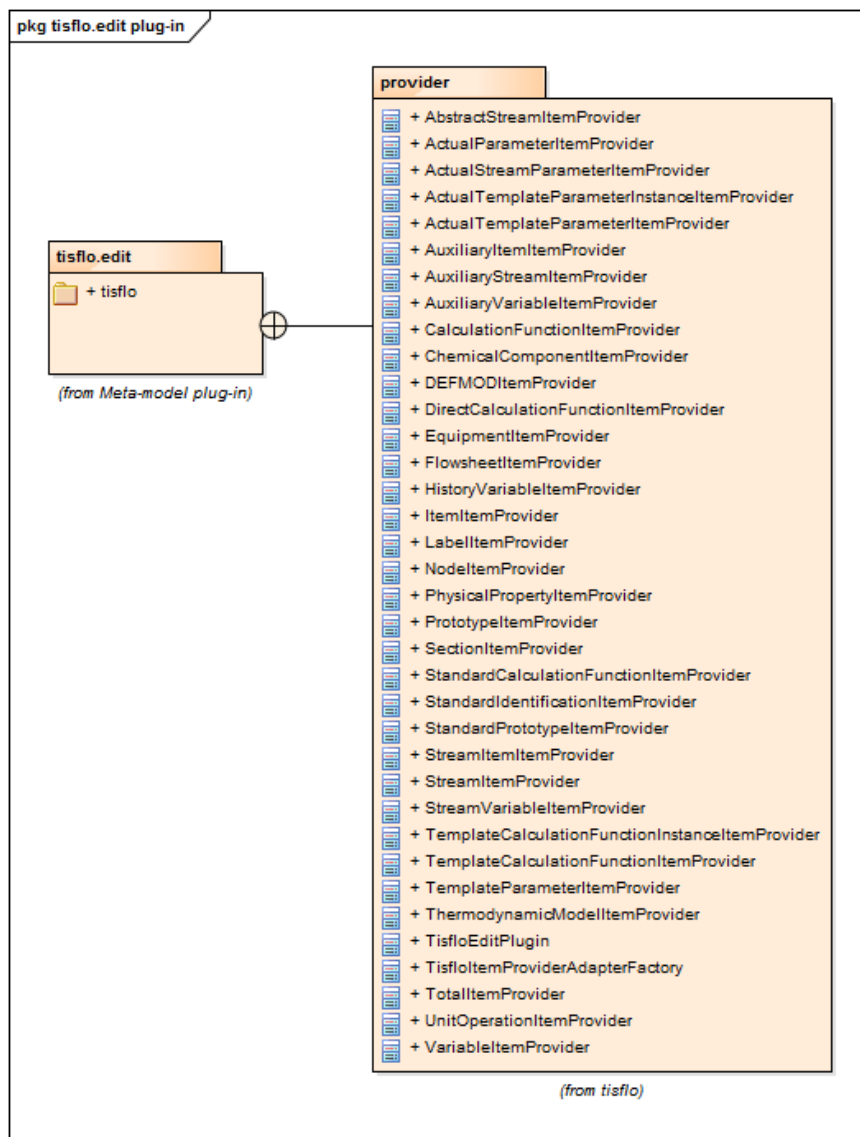 pkg tisflo.edit plug-in
provider
+ AbstractStreamItemProvider
+ ActualParameterItemProvider
+ ActualStreamParameterItemProvider
+ ActualTemplateParameterInstanceItemProvider
+ ActualTemplateParameterItemProvider
+ AuxiliaryItemItemProvider
+ AuxiliaryStreamItemProvider
+ AuxiliaryVariableItemProvider
+ CalculationFunctionItemProvider
+ ChemicalComponentItemProvider
+ DEFMODItemProvider
+ DirectCalculationFunctionItemProvider
+ EquipmentItemProvider
+ FlowsheetItemProvider
+ HistoryVariableItemProvider
+ ItemItemProvider
+ LabelItemProvider
+ NodeItemProvider
+ PhysicalPropertyItemProvider
+ PrototypeItemProvider
+ SectionItemProvider
+ StandardCalculationFunctionItemProvider
+ StandardIdentificationItemProvider
+ StandardPrototypeItemProvider
+ StreamItemItemProvider
+ StreamItemProvider
+ StreamVariableItemProvider
+ TemplateCalculationFunctionInstanceItemProvider
+ TemplateCalculationFunctionItemProvider
+ TemplateParameterItemProvider
+ ThermodynamicModelItemProvider
+ TisfloEditPlugin
+ TisfloItemProviderAdapterFactory
+ TotalItemProvider
+ UnitOperationItemProvider
+ VariableItemProvider
(from tisflo)
tisflo.edit
+ tisflo
(from Meta-model plug-in)